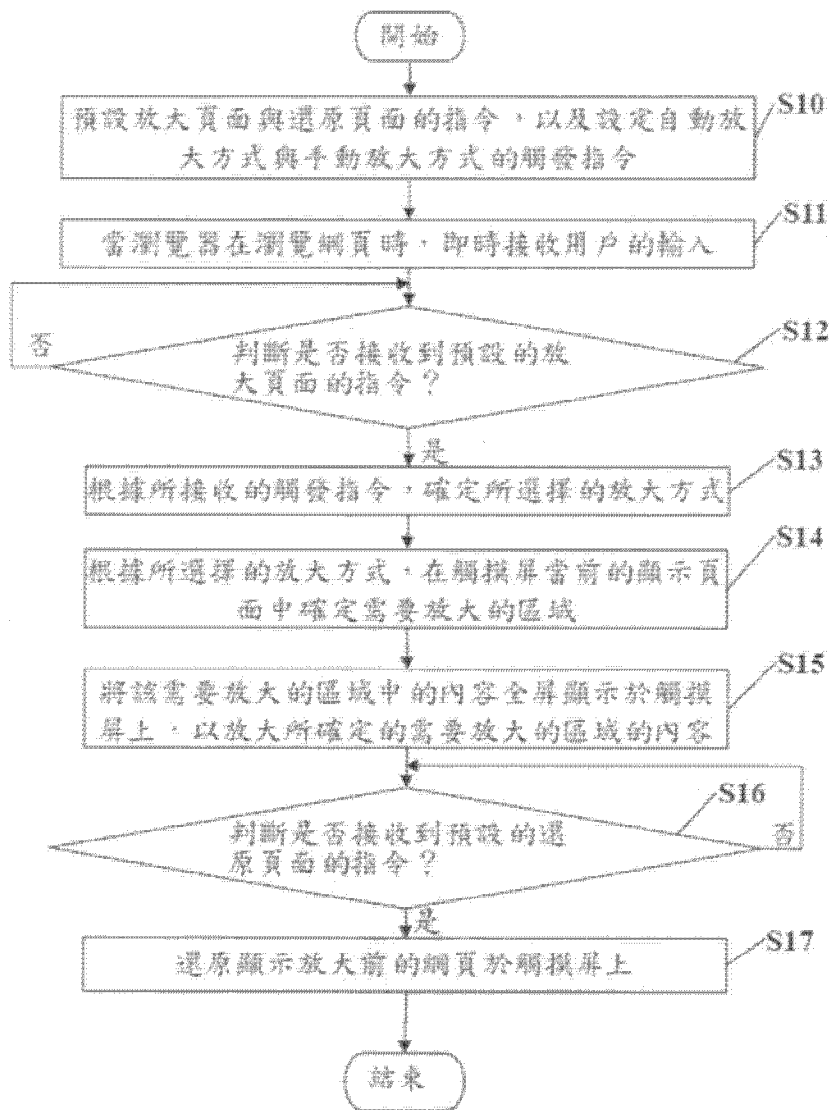 開始
S10
預設放大頁面與還原頁面的指令，以及設定自動放
大方式與手動放大方式的觸發指令
S11
當瀏覽器在瀏覽網頁時，即時接收用戶的輸入
S12
否
判斷是否接收到預設的放
大頁面的指令？
是
S13
根據所接收的觸發指令，確定所選擇的放大方式
S14
根據所選擇的放大方式，在觸摸屏當前的顯示頁
面中確定需要放大的區域
S15
將該需要放大的區域中的內容全屏顯示於觸摸
屏上，以放大所確定的需要放大的區域的內容
S16
判斷是否接收到預設的還
原頁面的指令？
否
是
S17
還原顯示放大前的網頁於觸摸屏上
結束